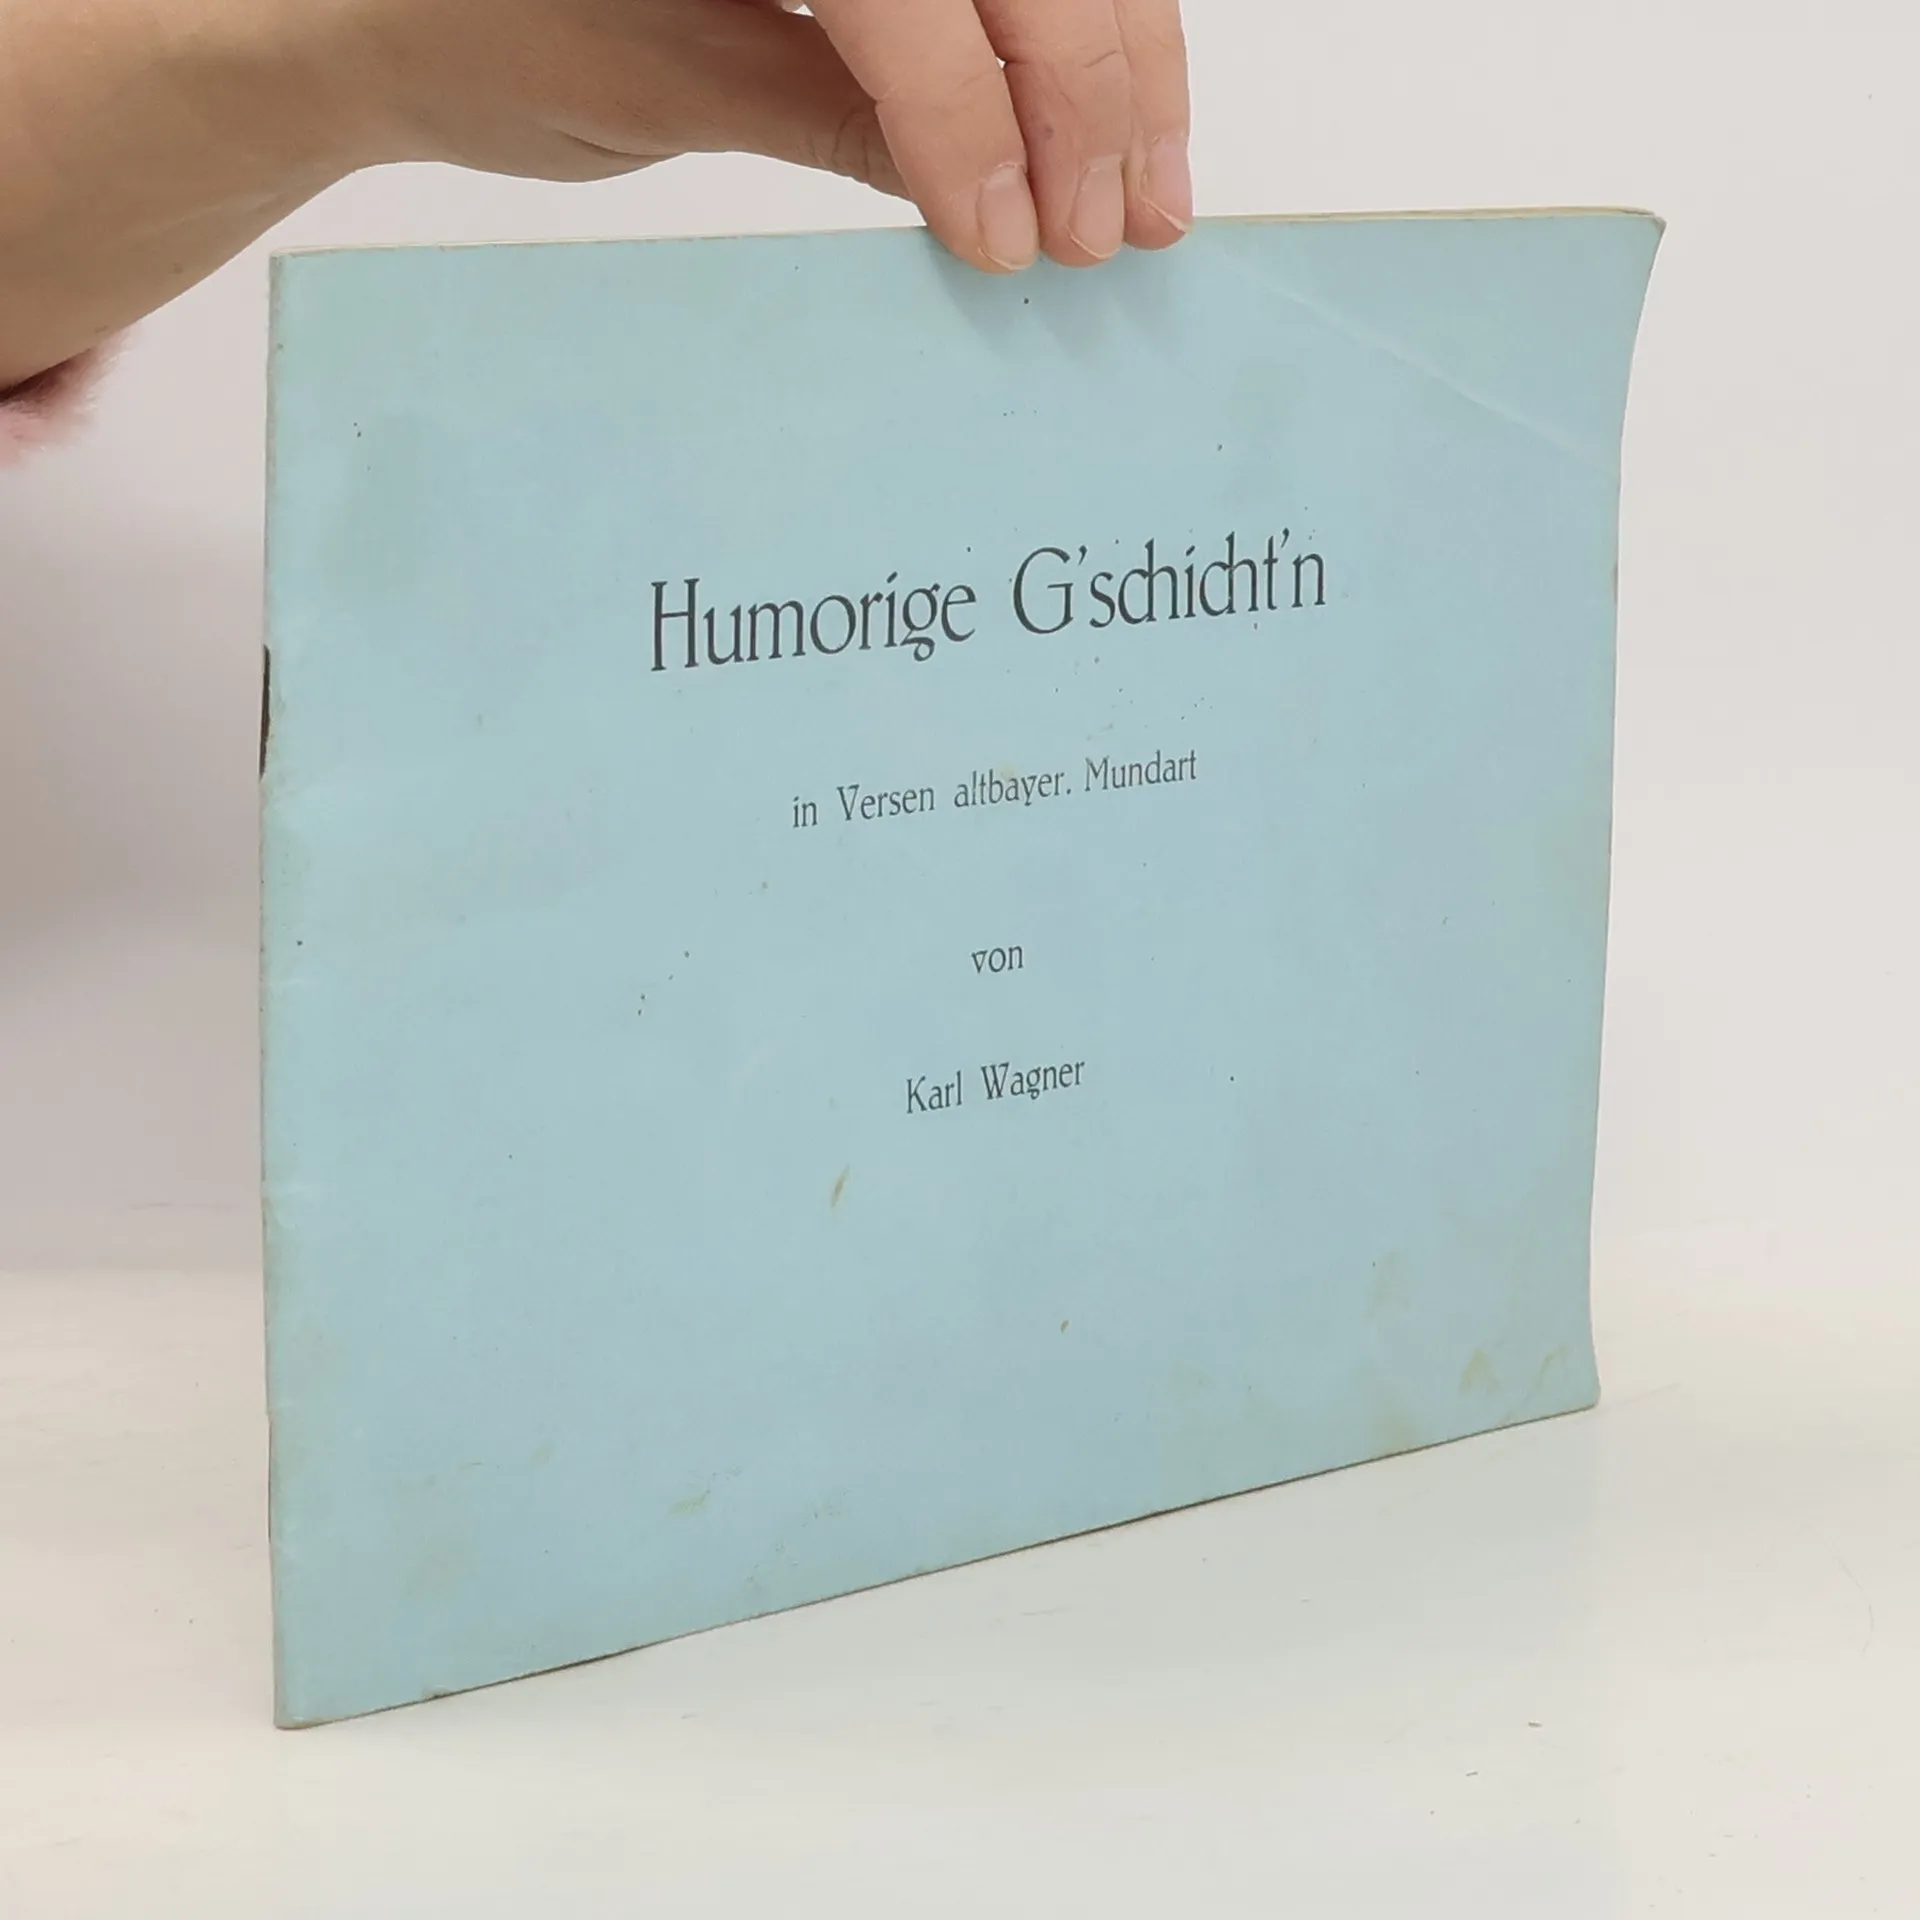 Humorige G'schicht'n
in Versen altbayer. Mundart
von
Karl Wagner